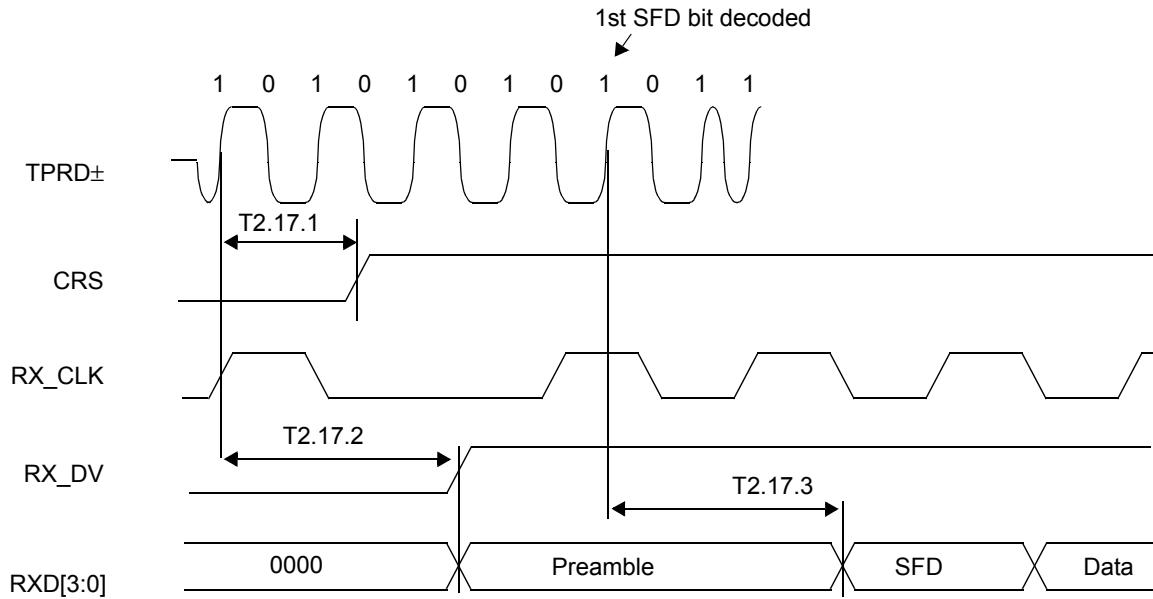 1st SFD bit decoded
1 0 1 0 1 0 1 0 1 0 1 1
TPRD±
T2.17.1
CRS
RX_CLK
T2.17.2
RX_DV
T2.17.3
RXD[3:0]
0000 Preamble SFD Data